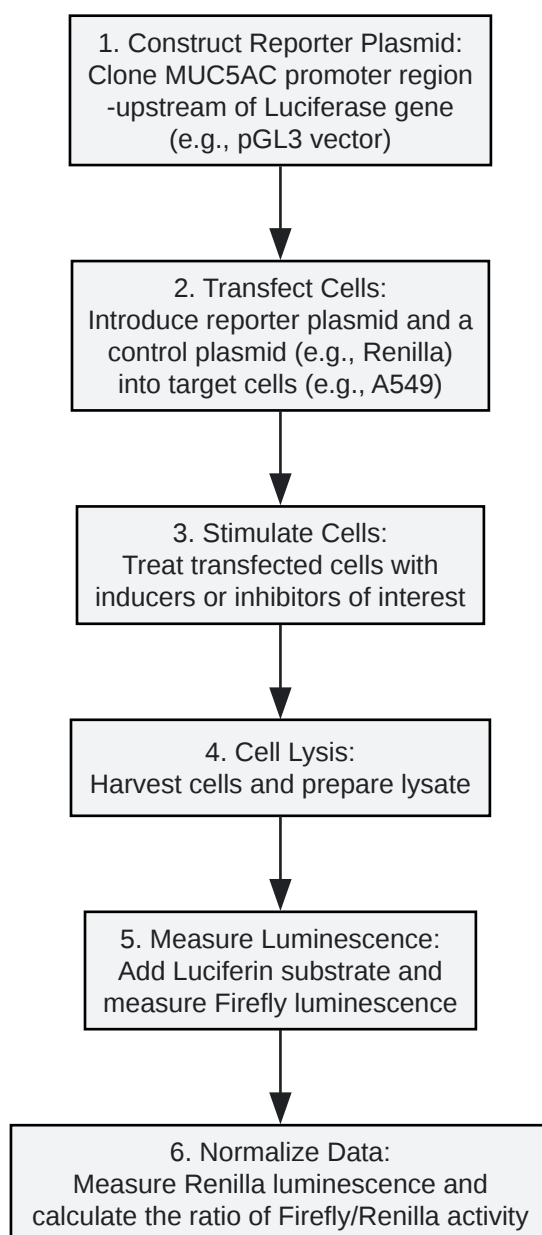 1. Construct Reporter Plasmid:
Clone MUC5AC promoter region
-upstream of Luciferase gene
(e.g., pGL3 vector)
2. Transfect Cells:
Introduce reporter plasmid and a
control plasmid (e.g., Renilla)
into target cells (e.g., A549)
3. Stimulate Cells:
Treat transfected cells with
inducers or inhibitors of interest
4. Cell Lysis:
Harvest cells and prepare lysate
5. Measure Luminescence:
Add Luciferin substrate and
measure Firefly luminescence
6. Normalize Data:
Measure Renilla luminescence and
calculate the ratio of Firefly/Renilla activity